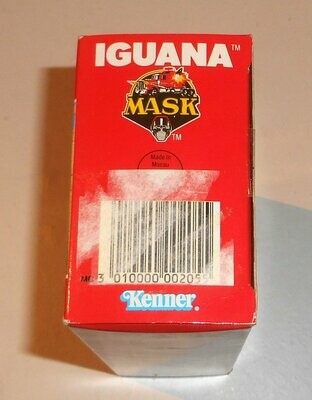 IGUANA™
MASK
™
Made in
Macau
3 010000 00205
Kenner